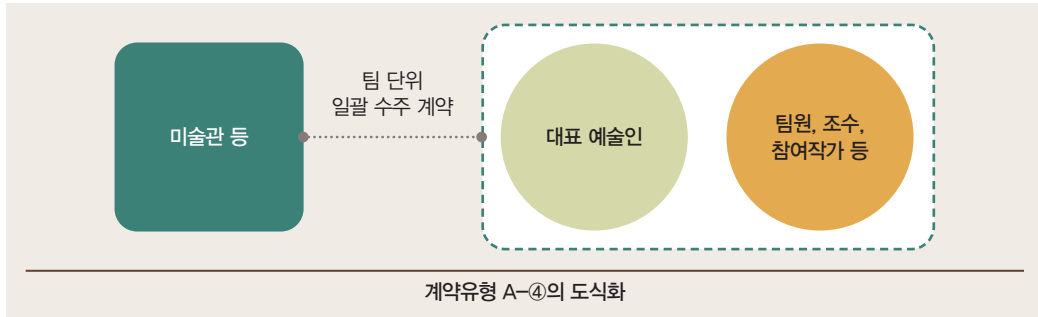 미술관 등
팀 단위
일괄 수주 계약
대표 예술인
팀원, 조수,
참여작가 등
계약유형 A–④의 도식화